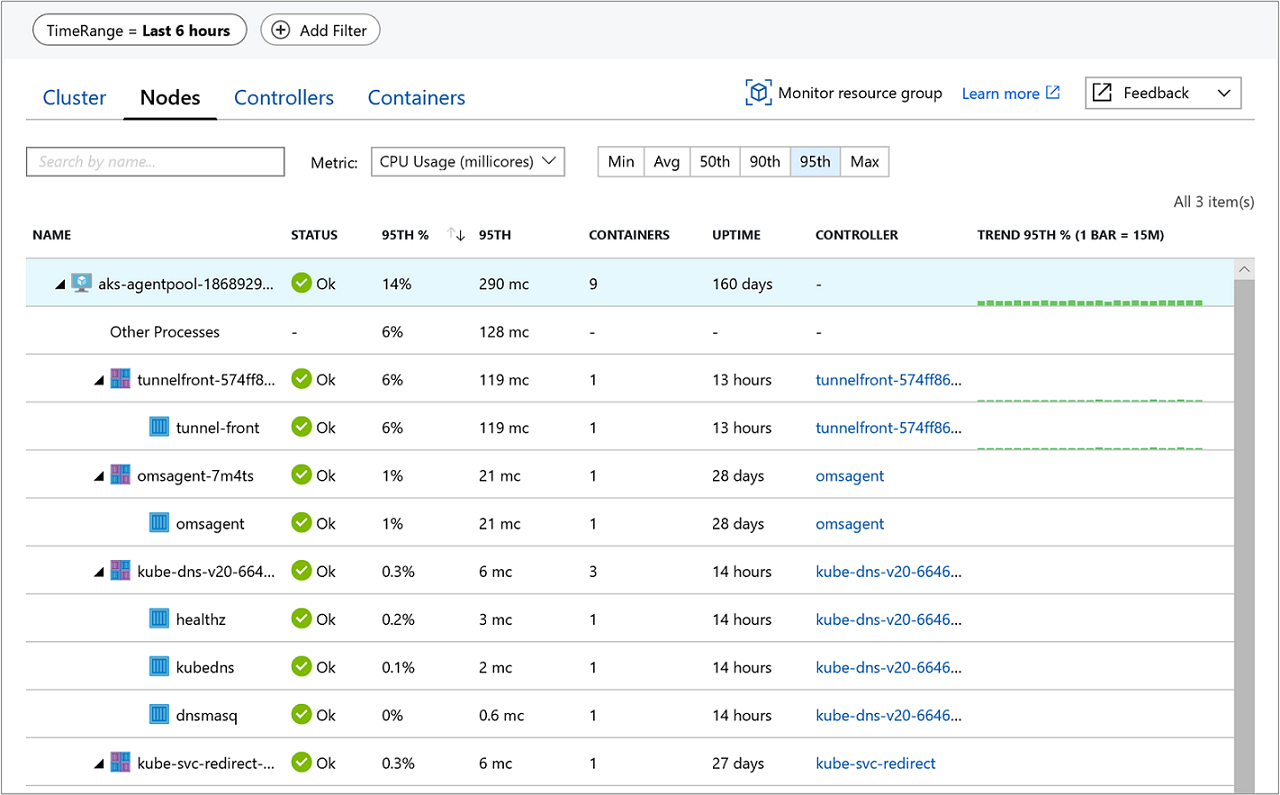 TimeRange = Last 6 hours Add Filter
Cluster Nodes Controllers Containers Monitor resource group Learn more Feedback
Search by name... Metric: CPU Usage (millicores) Min Avg 50th 90th 95th Max
All 3 item(s)
NAME STATUS 95TH % ↑↓ 95TH CONTAINERS UPTIME CONTROLLER TREND 95TH % (1 BAR = 15M)
aks-agentpool-1868929... Ok 14% 290 mc 9 160 days -
Other Processes - 6% 128 mc - - -
tunnelfront-574ff8... Ok 6% 119 mc 1 13 hours tunnelfront-574ff86...
tunnel-front Ok 6% 119 mc 1 13 hours tunnelfront-574ff86...
omsagent-7m4ts Ok 1% 21 mc 1 28 days omsagent
omsagent Ok 1% 21 mc 1 28 days omsagent
kube-dns-v20-664... Ok 0.3% 6 mc 3 14 hours kube-dns-v20-6646...
healthz Ok 0.2% 3 mc 1 14 hours kube-dns-v20-6646...
kubedns Ok 0.1% 2 mc 1 14 hours kube-dns-v20-6646...
dnsmasq Ok 0% 0.6 mc 1 14 hours kube-dns-v20-6646...
kube-svc-redirect-... Ok 0.3% 6 mc 1 27 days kube-svc-redirect